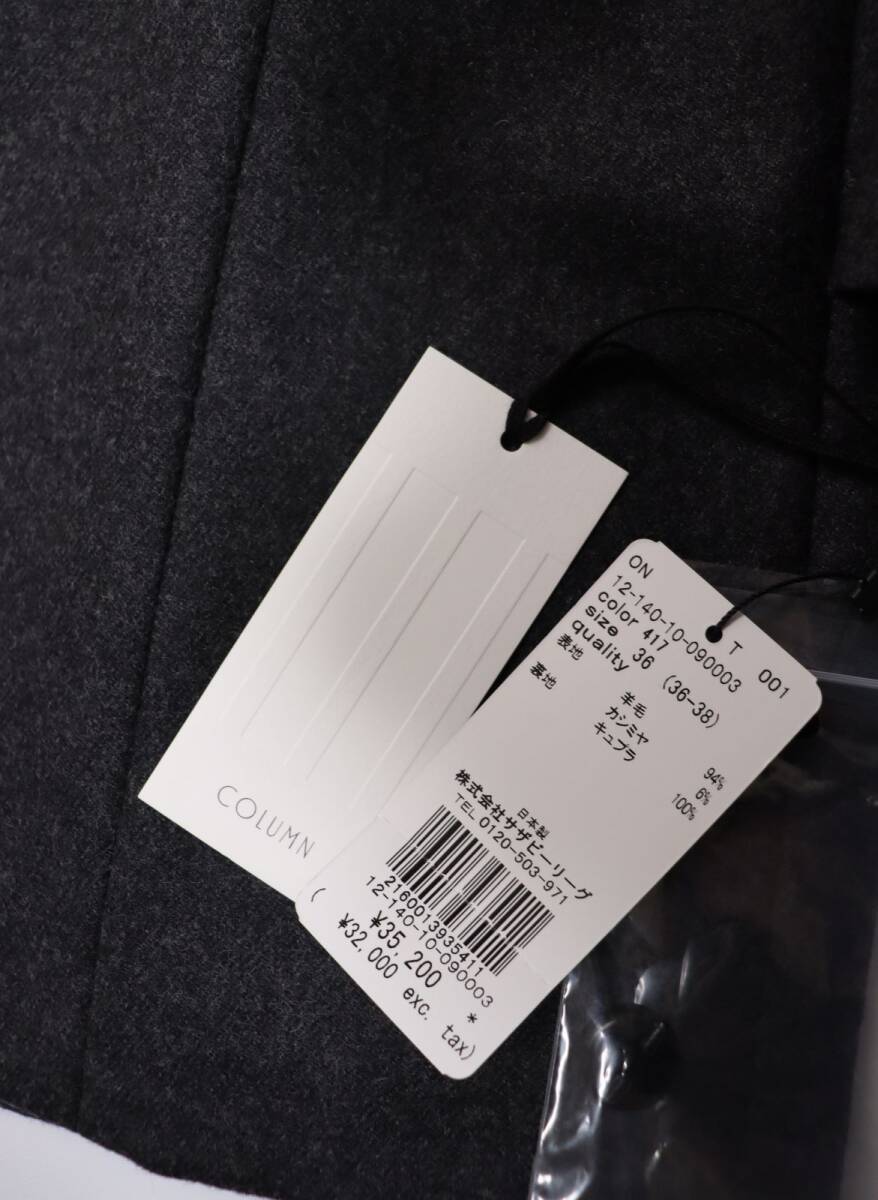 COLUMN
ON T 001
12-140-10-090003
color 417
size 36 (36-38)
quality
表地 羊毛 94%
カシミヤ 6%
裏地 キュプラ 100%
日本製
株式会社サザビーリーグ
TEL 0120-503-971
2160013935411
12-140-10-090003
¥35,200 *
( ¥32,000 exc. tax)